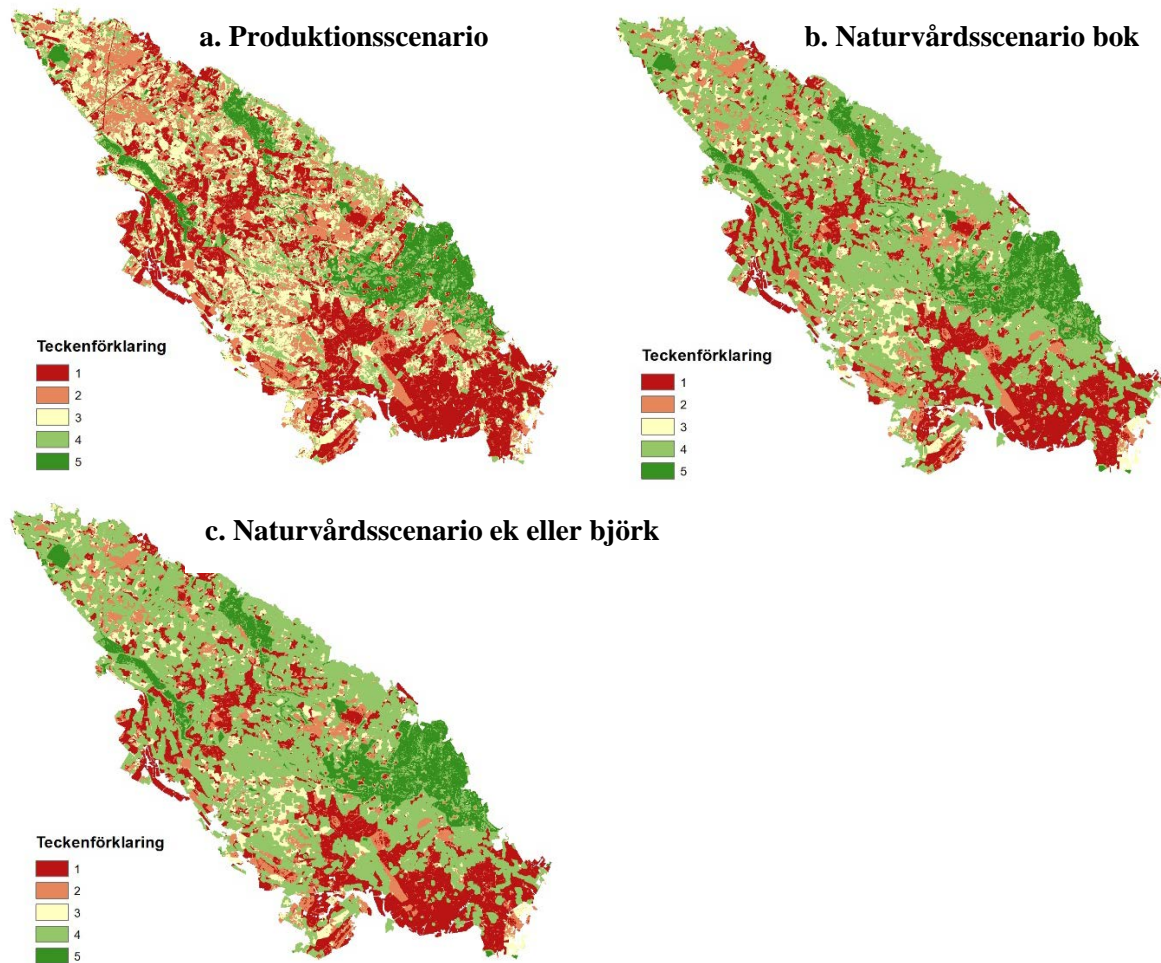 a. Produktionsscenario
Teckenförklaring
1
2
3
4
5
b. Naturvårdsscenario bok
Teckenförklaring
1
2
3
4
5
c. Naturvårdsscenario ek eller björk
Teckenförklaring
1
2
3
4
5